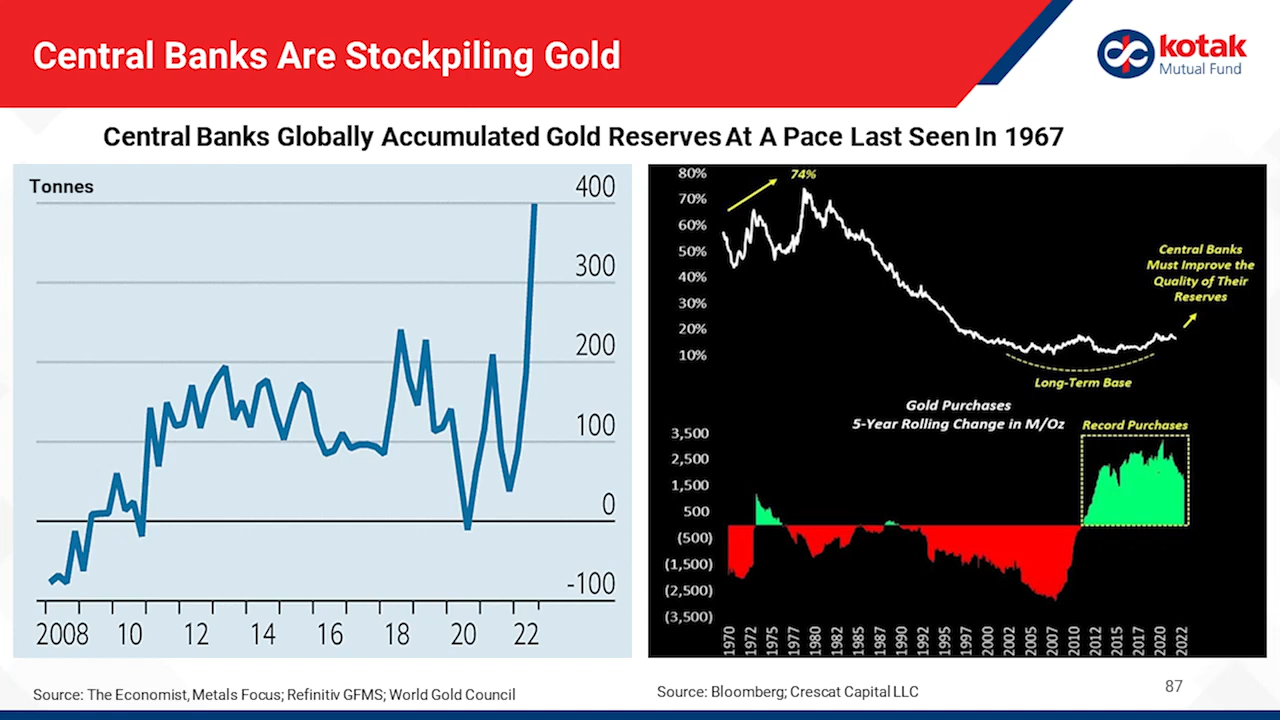 Central Banks Are Stockpiling Gold
kotak
Mutual Fund
Central Banks Globally Accumulated Gold Reserves At A Pace Last Seen In 1967
Tonnes
400
300
200
100
0
-100
2008 10 12 14 16 18 20 22
80%
70%
60%
50%
40%
30%
20%
10%
74%
Central Banks
Must Improve the
Quality of Their
Reserves
Long-Term Base
Gold Purchases
5-Year Rolling Change in M/Oz
Record Purchases
3,500
2,500
1,500
500
(500)
(1,500)
(2,500)
(3,500)
1970 1972 1975 1977 1980 1982 1985 1987 1990 1992 1995 1997 2000 2002 2005 2007 2010 2012 2015 2017 2020 2022
Source: The Economist, Metals Focus; Refinitiv GFMS; World Gold Council
Source: Bloomberg; Crescat Capital LLC
87